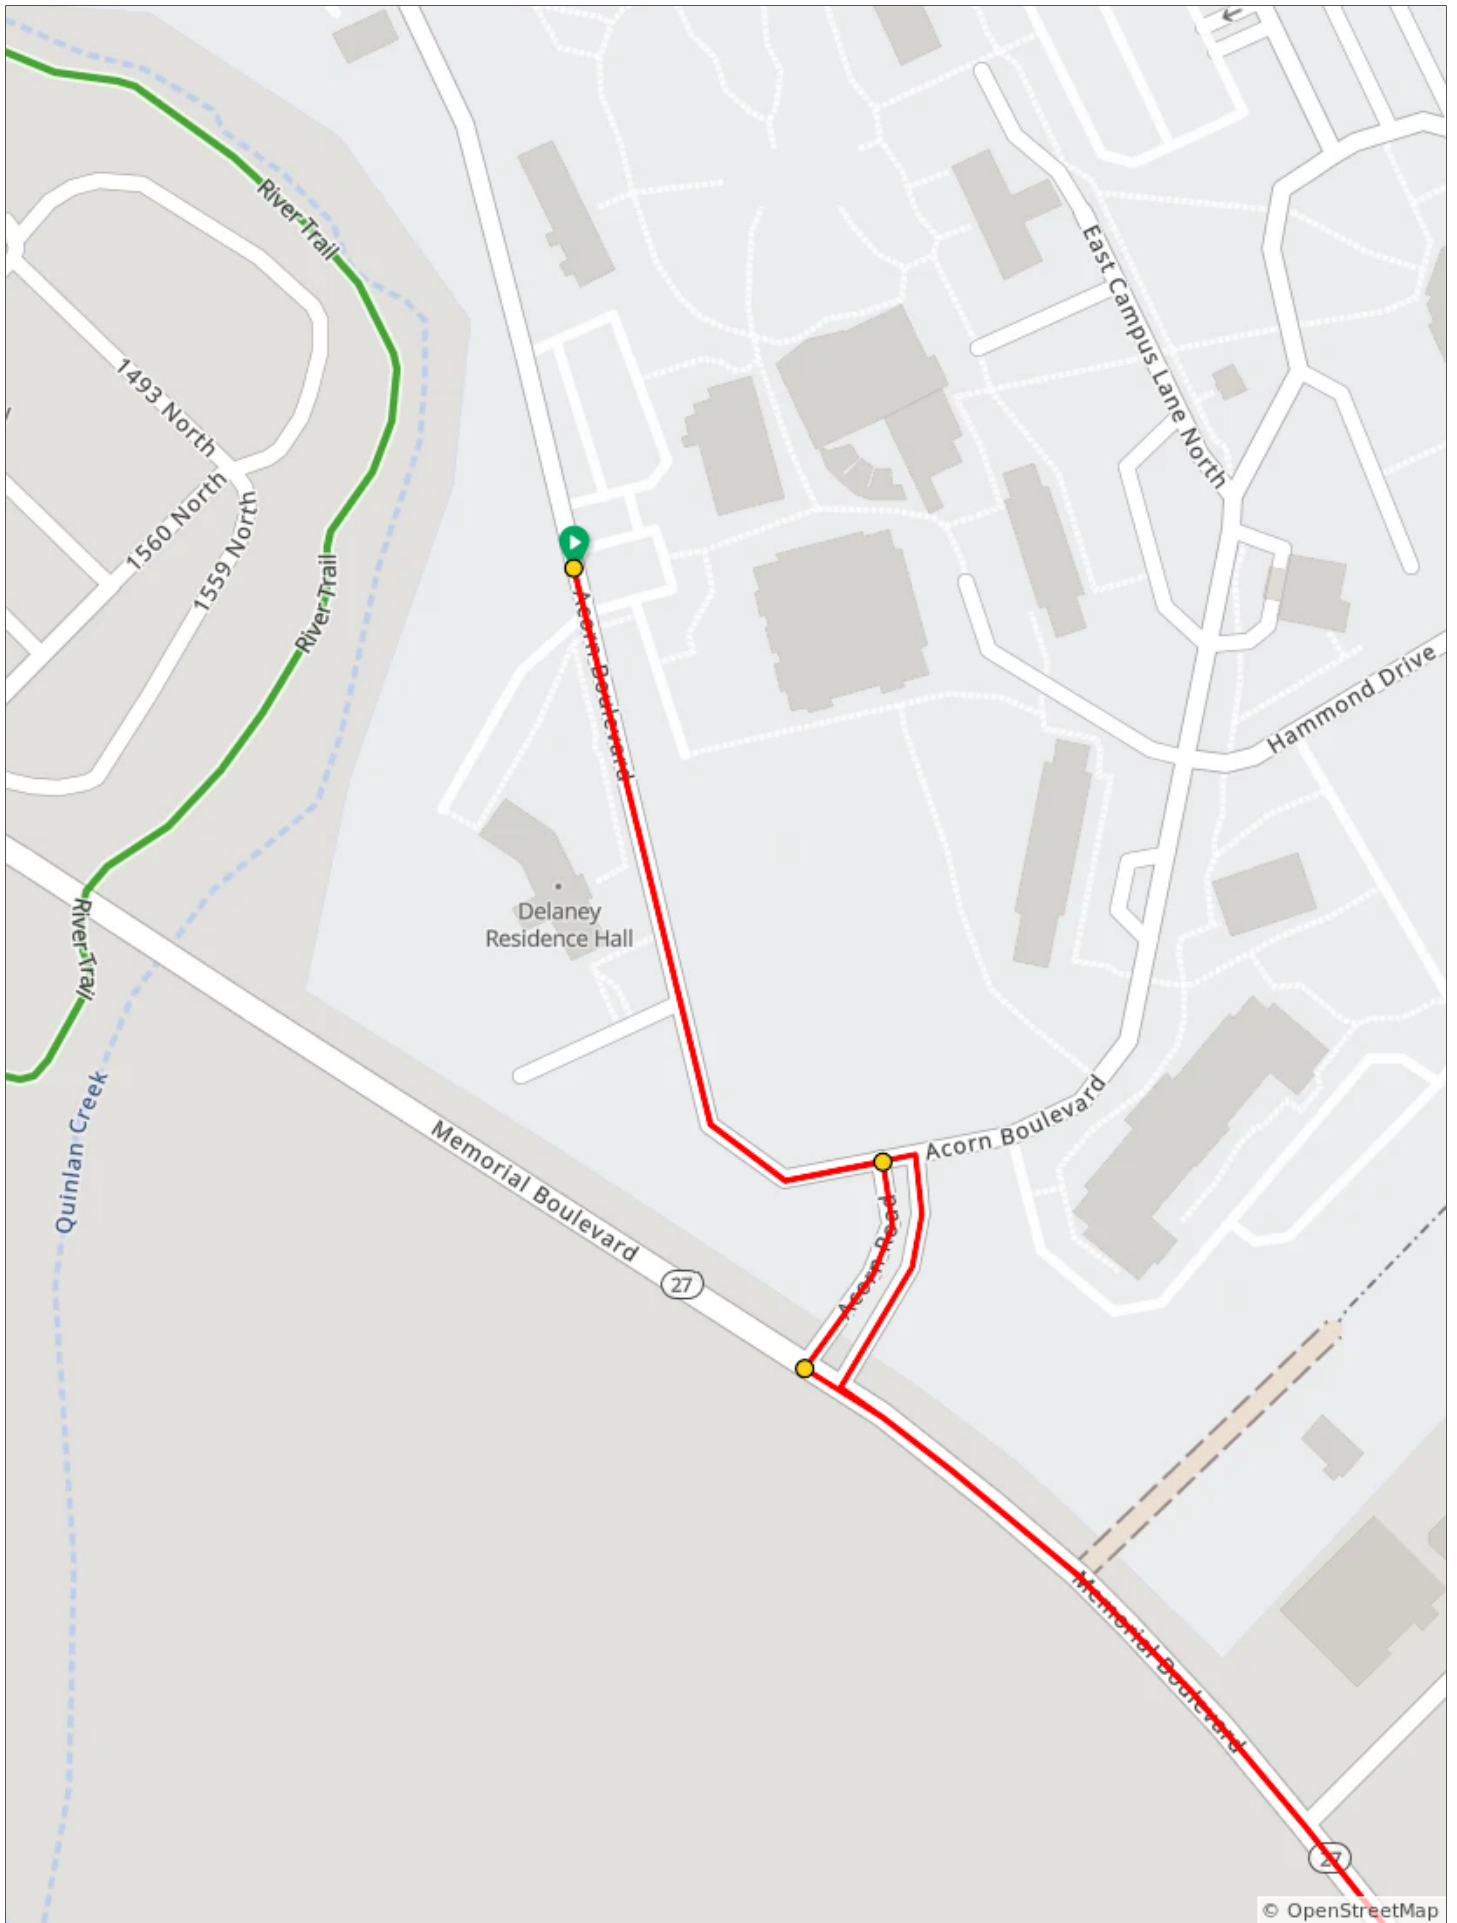 River Trail
East Campus Lane North
1493 North
1560 North
1559 North
River Trail
Acorn Boulevard
Hammond Drive
River Trail
Delaney
Residence Hall
Quinlan Creek
Memorial Boulevard
Acorn Boulevard
Acorn Road
27
Memorial Boulevard
27
© OpenStreetMap